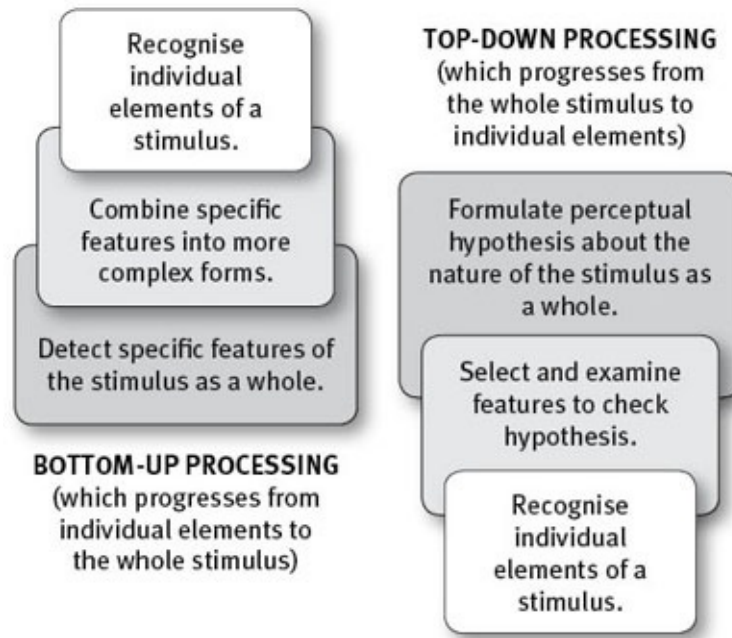 Recognise
individual
elements of a
stimulus.
Combine specific
features into more
complex forms.
Detect specific features of
the stimulus as a whole.
BOTTOM-UP PROCESSING
(which progresses from
individual elements to
the whole stimulus)
TOP-DOWN PROCESSING
(which progresses from
the whole stimulus to
individual elements)
Formulate perceptual
hypothesis about the
nature of the stimulus as
a whole.
Select and examine
features to check
hypothesis.
Recognise
individual
elements of a
stimulus.